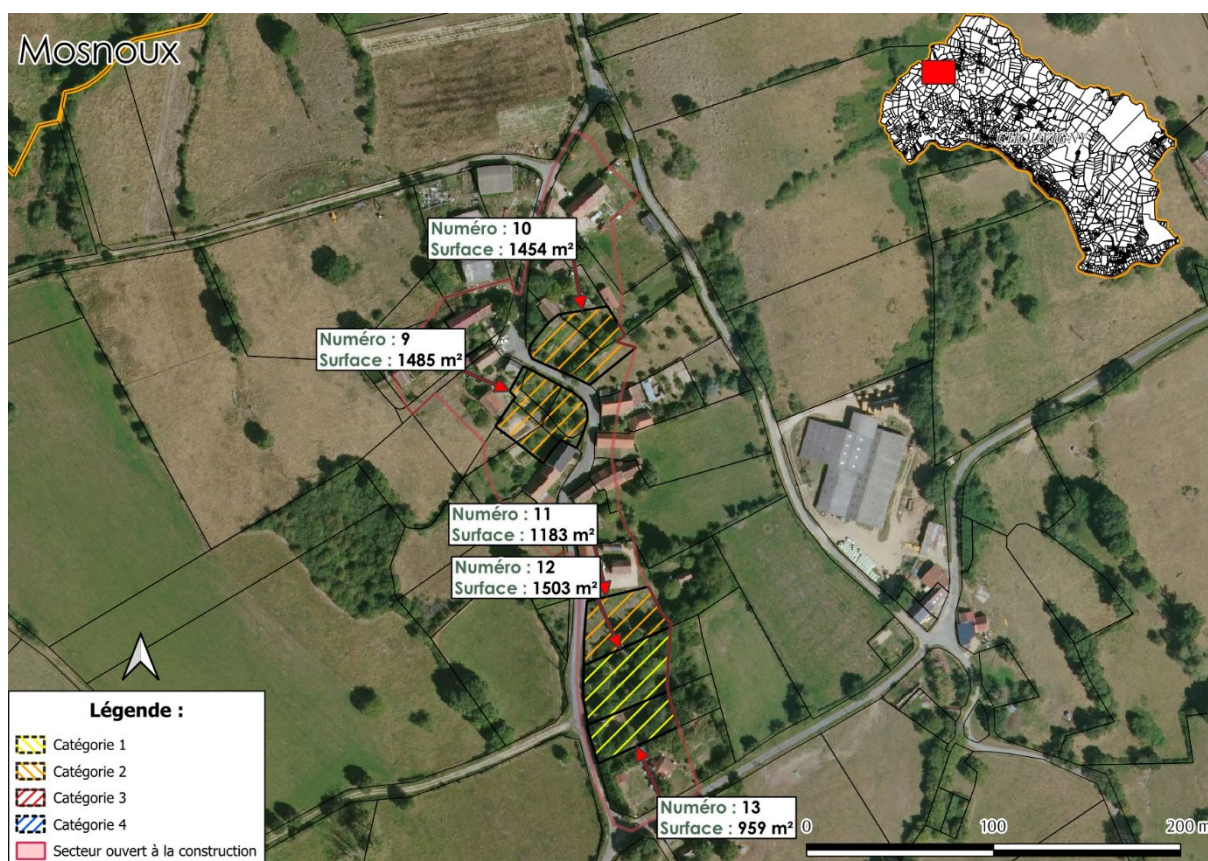 Mosnoux
CHOUVIGNY
Numéro : 10
Surface : 1454 m²
Numéro : 9
Surface : 1485 m²
Numéro : 11
Surface : 1183 m²
Numéro : 12
Surface : 1503 m²
Numéro : 13
Surface : 959 m²
Légende :
Catégorie 1
Catégorie 2
Catégorie 3
Catégorie 4
Secteur ouvert à la construction
0 100 200 m